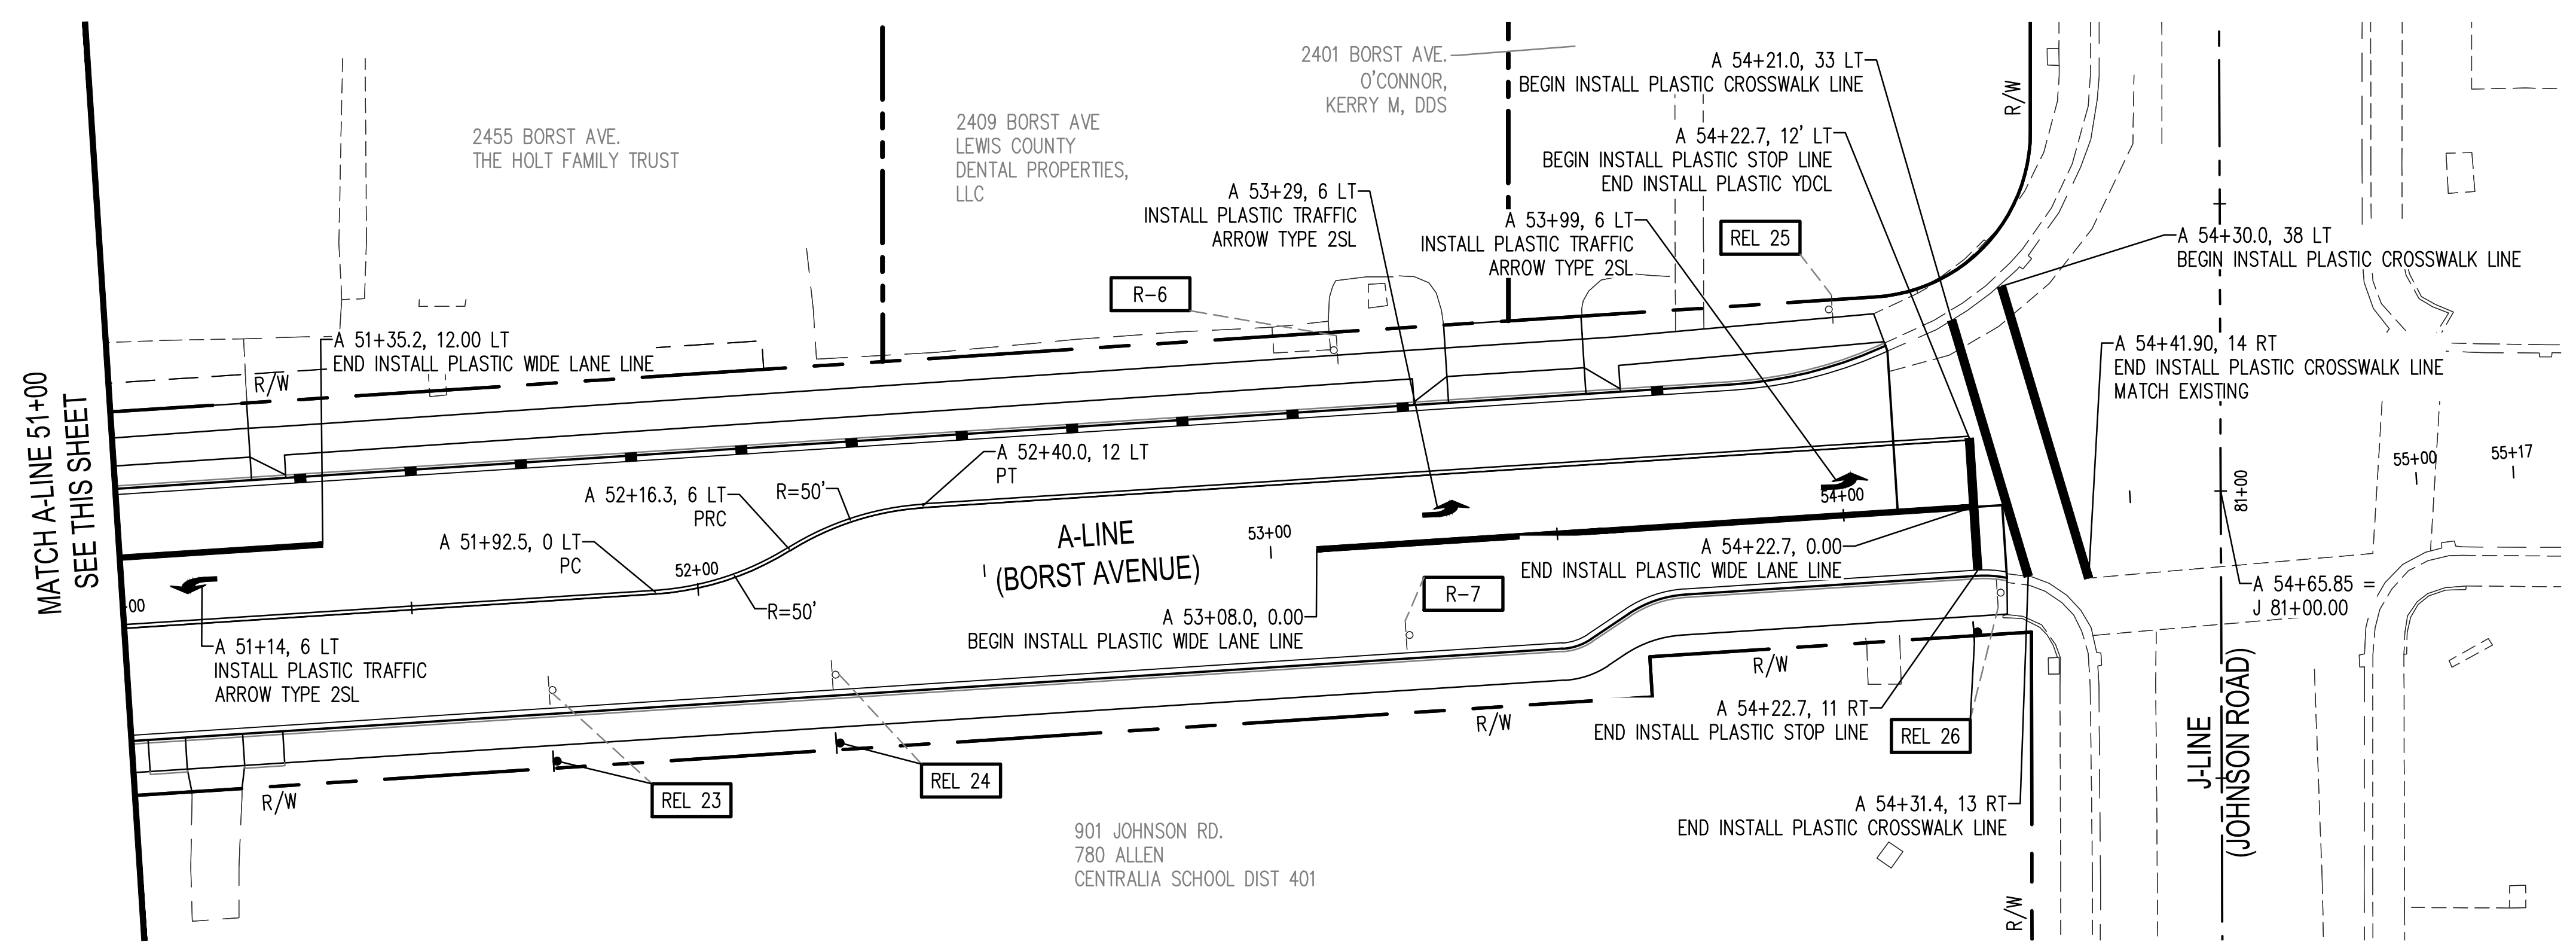 MATCH A-LINE 51+00
SEE THIS SHEET
2455 BORST AVE.
THE HOLT FAMILY TRUST
2409 BORST AVE
LEWIS COUNTY
DENTAL PROPERTIES,
LLC
2401 BORST AVE.
O'CONNOR,
KERRY M, DDS
A 54+21.0, 33 LT
BEGIN INSTALL PLASTIC CROSSWALK LINE
A 54+22.7, 12' LT
BEGIN INSTALL PLASTIC STOP LINE
END INSTALL PLASTIC YDCL
A 53+29, 6 LT
INSTALL PLASTIC TRAFFIC
ARROW TYPE 2SL
A 53+99, 6 LT
INSTALL PLASTIC TRAFFIC
ARROW TYPE 2SL
REL 25
R/W
A 54+30.0, 38 LT
BEGIN INSTALL PLASTIC CROSSWALK LINE
R-6
A 51+35.2, 12.00 LT
END INSTALL PLASTIC WIDE LANE LINE
R/W
A 54+41.90, 14 RT
END INSTALL PLASTIC CROSSWALK LINE
MATCH EXISTING
A 52+40.0, 12 LT
PT
A 52+16.3, 6 LT
PRC
R=50'
A 51+92.5, 0 LT
PC
52+00
R=50'
A-LINE
(BORST AVENUE)
53+00
54+00
55+00
55+17
81+00
00
A 54+22.7, 0.00
END INSTALL PLASTIC WIDE LANE LINE
R-7
A 53+08.0, 0.00
BEGIN INSTALL PLASTIC WIDE LANE LINE
A 54+65.85 =
J 81+00.00
A 51+14, 6 LT
INSTALL PLASTIC TRAFFIC
ARROW TYPE 2SL
R/W
R/W
A 54+22.7, 11 RT
END INSTALL PLASTIC STOP LINE
REL 26
J-LINE
(JOHNSON ROAD)
REL 24
REL 23
R/W
A 54+31.4, 13 RT
END INSTALL PLASTIC CROSSWALK LINE
901 JOHNSON RD.
780 ALLEN
CENTRALIA SCHOOL DIST 401
R/W